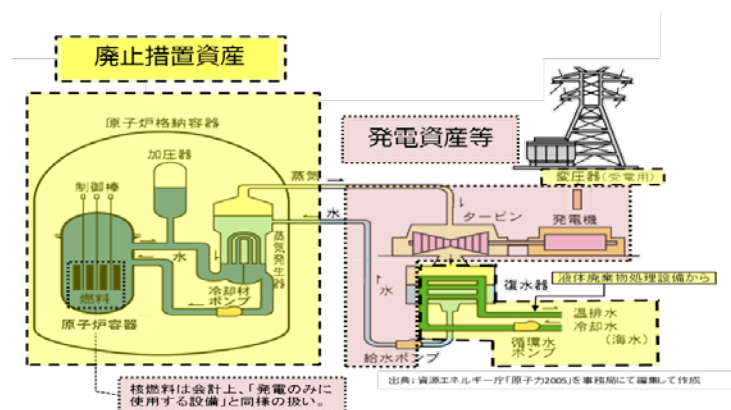 廃止措置資産
原子炉格納容器
加圧器
制御棒
発電資産等
変圧器(受電用)
蒸気
水
タービン
発電機
水
蒸気発生器
冷却材
ポンプ
燃料
原子炉容器
水
復水器
液体廃棄物処理設備から
温排水
冷却水
(海水)
循環水
ポンプ
給水ポンプ
核燃料は会計上、「発電のみに
使用する設備」と同様の扱い。
出典:資源エネルギー庁「原子力2005」を事務局にて編集して作成